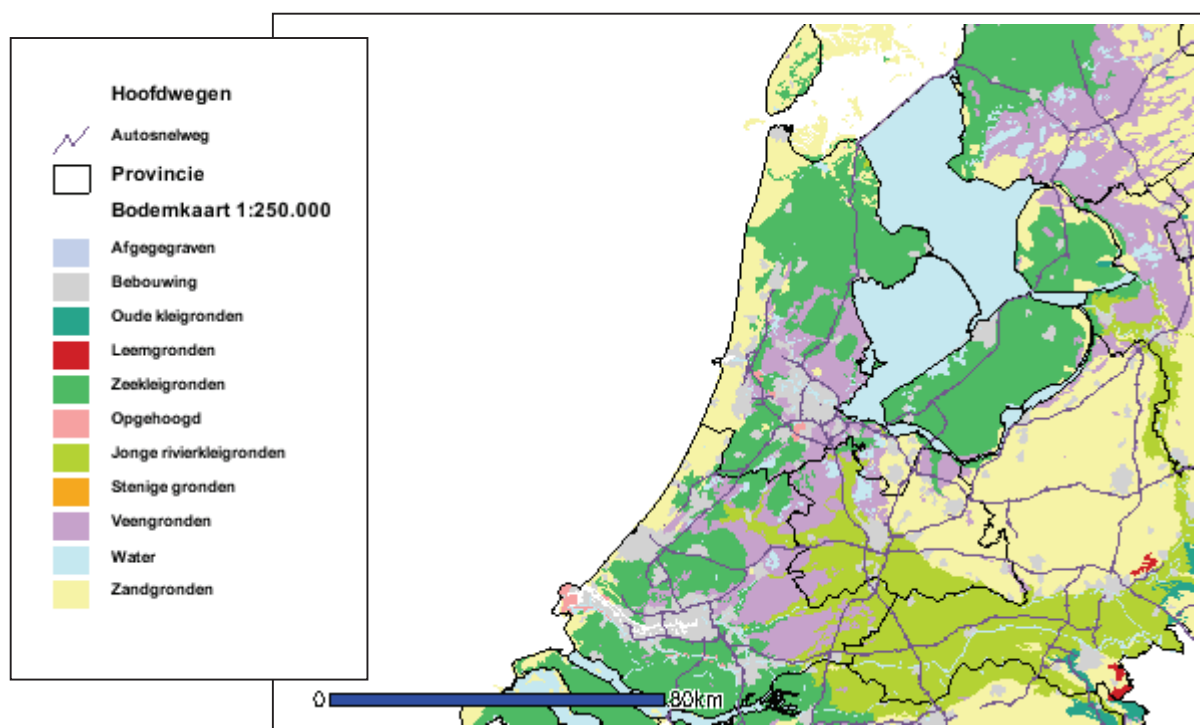 Hoofdwegen
Autosnelweg
Provincie
Bodemkaart 1:250.000
Afgegegraven
Bebouwing
Oude kleigronden
Leemgronden
Zeekleigronden
Opgehoogd
Jonge rivierkleigronden
Stenige gronden
Veengronden
Water
Zandgronden
0 80km